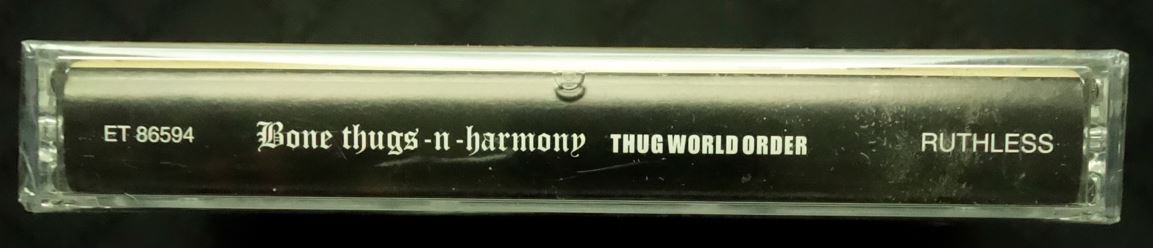 ET 86594 Bone thugs-n-harmony THUG WORLD ORDER RUTHLESS